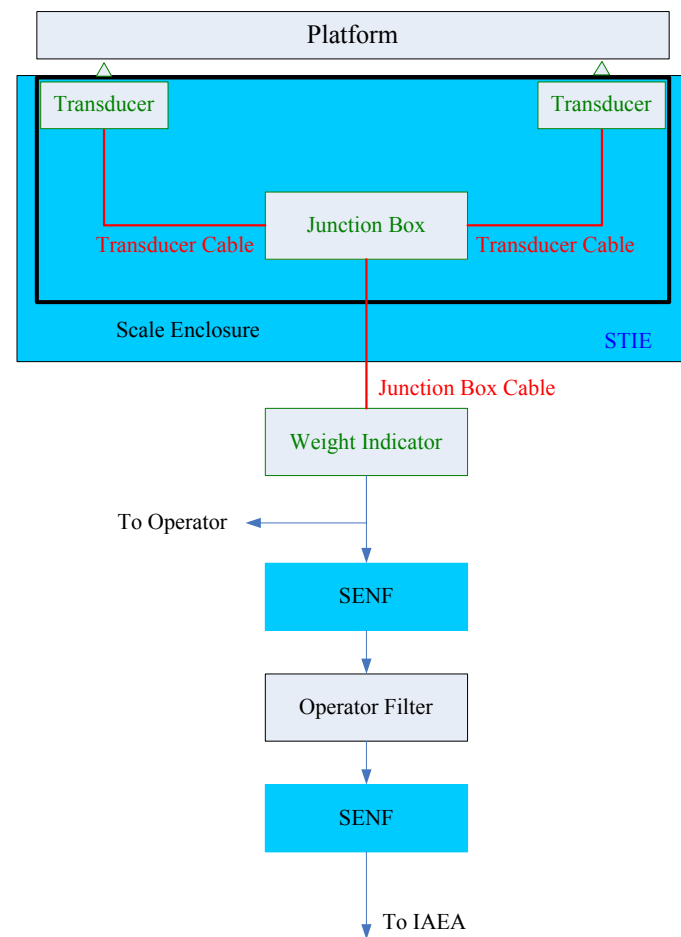 Platform
Transducer
Transducer
Junction Box
Transducer Cable
Transducer Cable
Scale Enclosure
STIE
Junction Box Cable
Weight Indicator
To Operator
SENF
Operator Filter
SENF
To IAEA